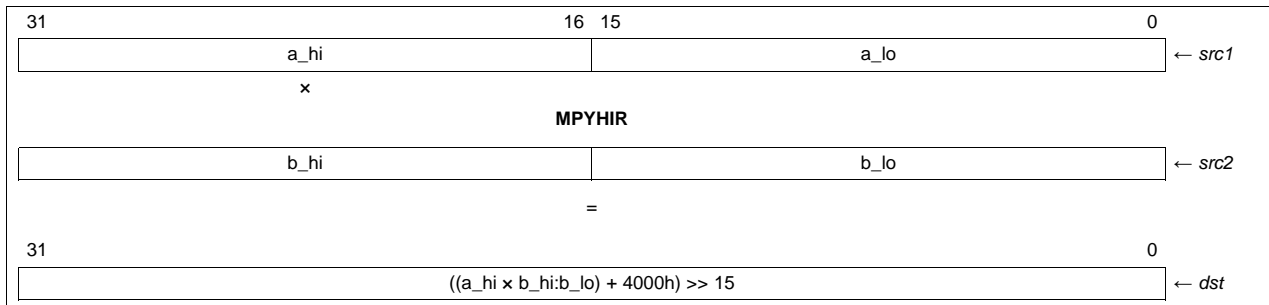 31 16 15 0
a_hi a_lo ← src1
×
MPYHIR
b_hi b_lo ← src2
=
31 0
((a_hi × b_hi:b_lo) + 4000h) >> 15 ← dst